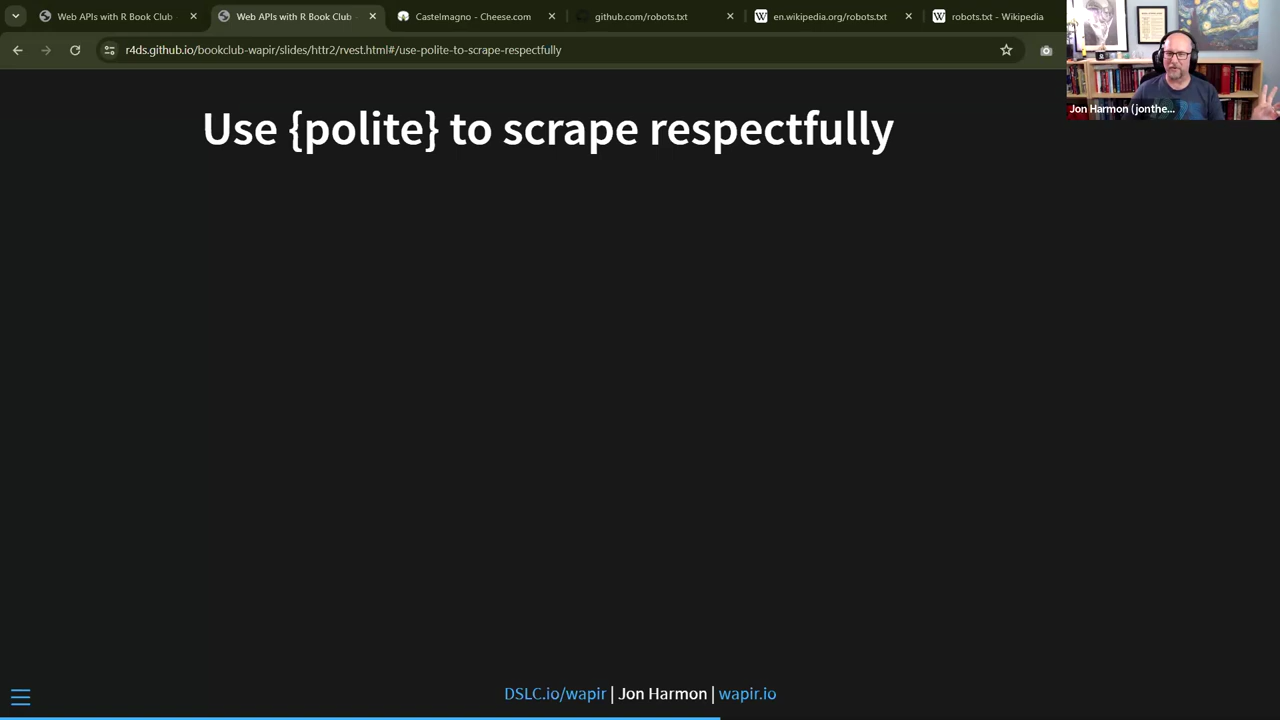 Web APIs with R Book Club
Web APIs with R Book Club
Castelmagno - Cheese.com
github.com/robots.txt
en.wikipedia.org/robots.txt
robots.txt - Wikipedia
r4ds.github.io/bookclub-wapir/slides/httr2/rvest.html#/use-polite-to-scrape-respectfully
Jon Harmon (jonthe...
Use {polite} to scrape respectfully
DSLC.io/wapir | Jon Harmon | wapir.io